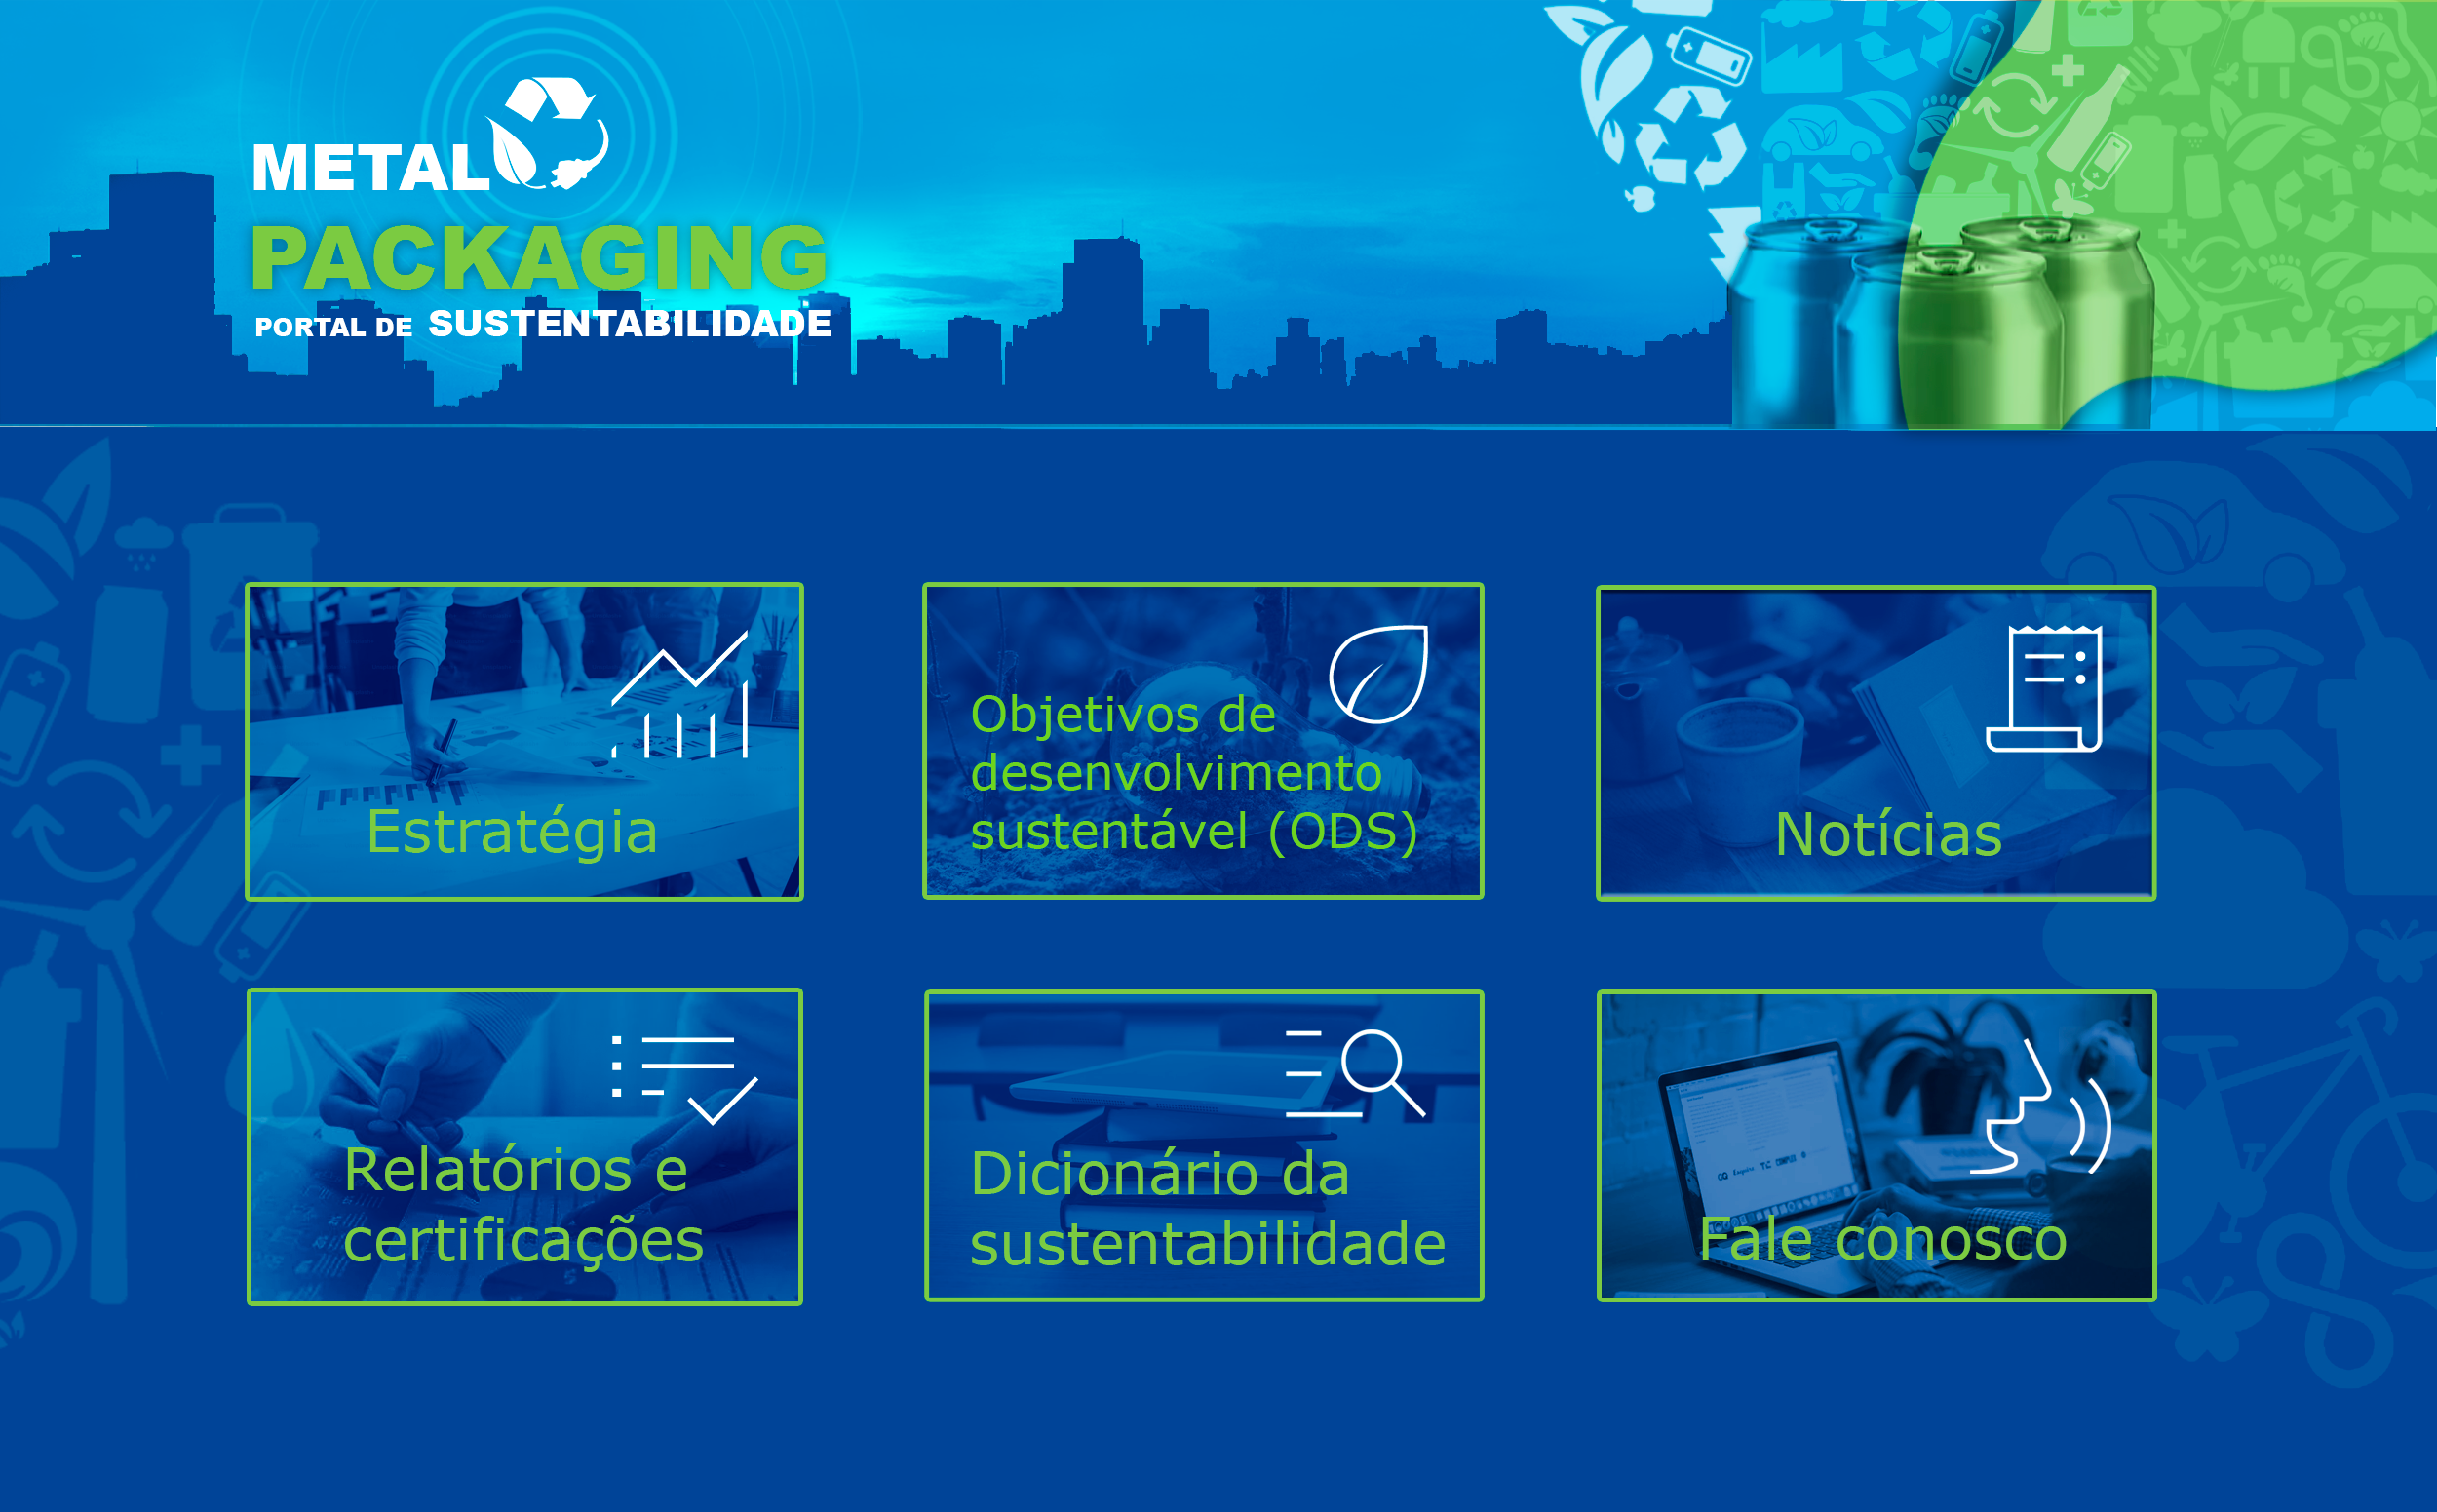 METAL
PACKAGING
PORTAL DE SUSTENTABILIDADE
Estratégia
Objetivos de
desenvolvimento
sustentável (ODS)
Notícias
Relatórios e
certificações
Dicionário da
sustentabilidade
Fale conosco